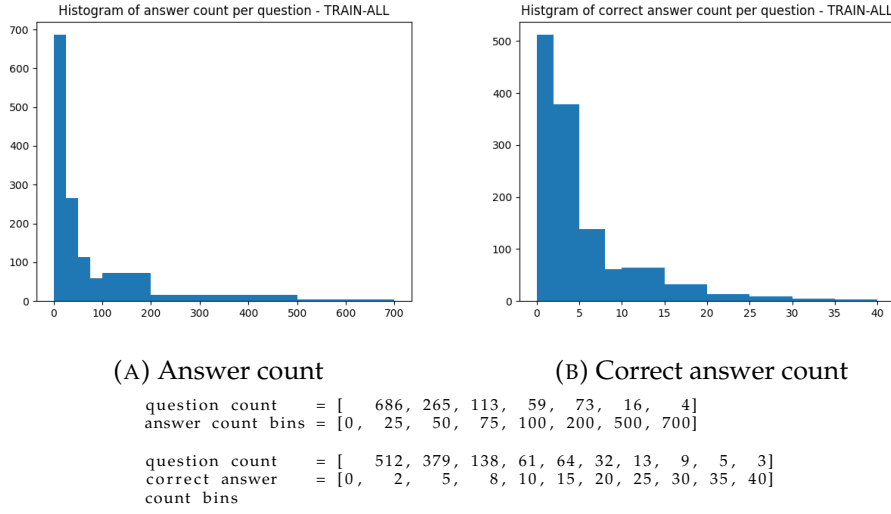 Histogram of answer count per question - TRAIN-ALL
700
600
500
400
300
200
100
0
0 100 200 300 400 500 600 700
(A) Answer count
Histgram of correct answer count per question - TRAIN-ALL
500
400
300
200
100
0
0 5 10 15 20 25 30 35 40
(B) Correct answer count
question count = [ 686, 265, 113, 59, 73, 16, 4]
answer count bins = [0, 25, 50, 75, 100, 200, 500, 700]
question count = [ 512, 379, 138, 61, 64, 32, 13, 9, 5, 3]
correct answer = [0, 2, 5, 8, 10, 15, 20, 25, 30, 35, 40]
count bins